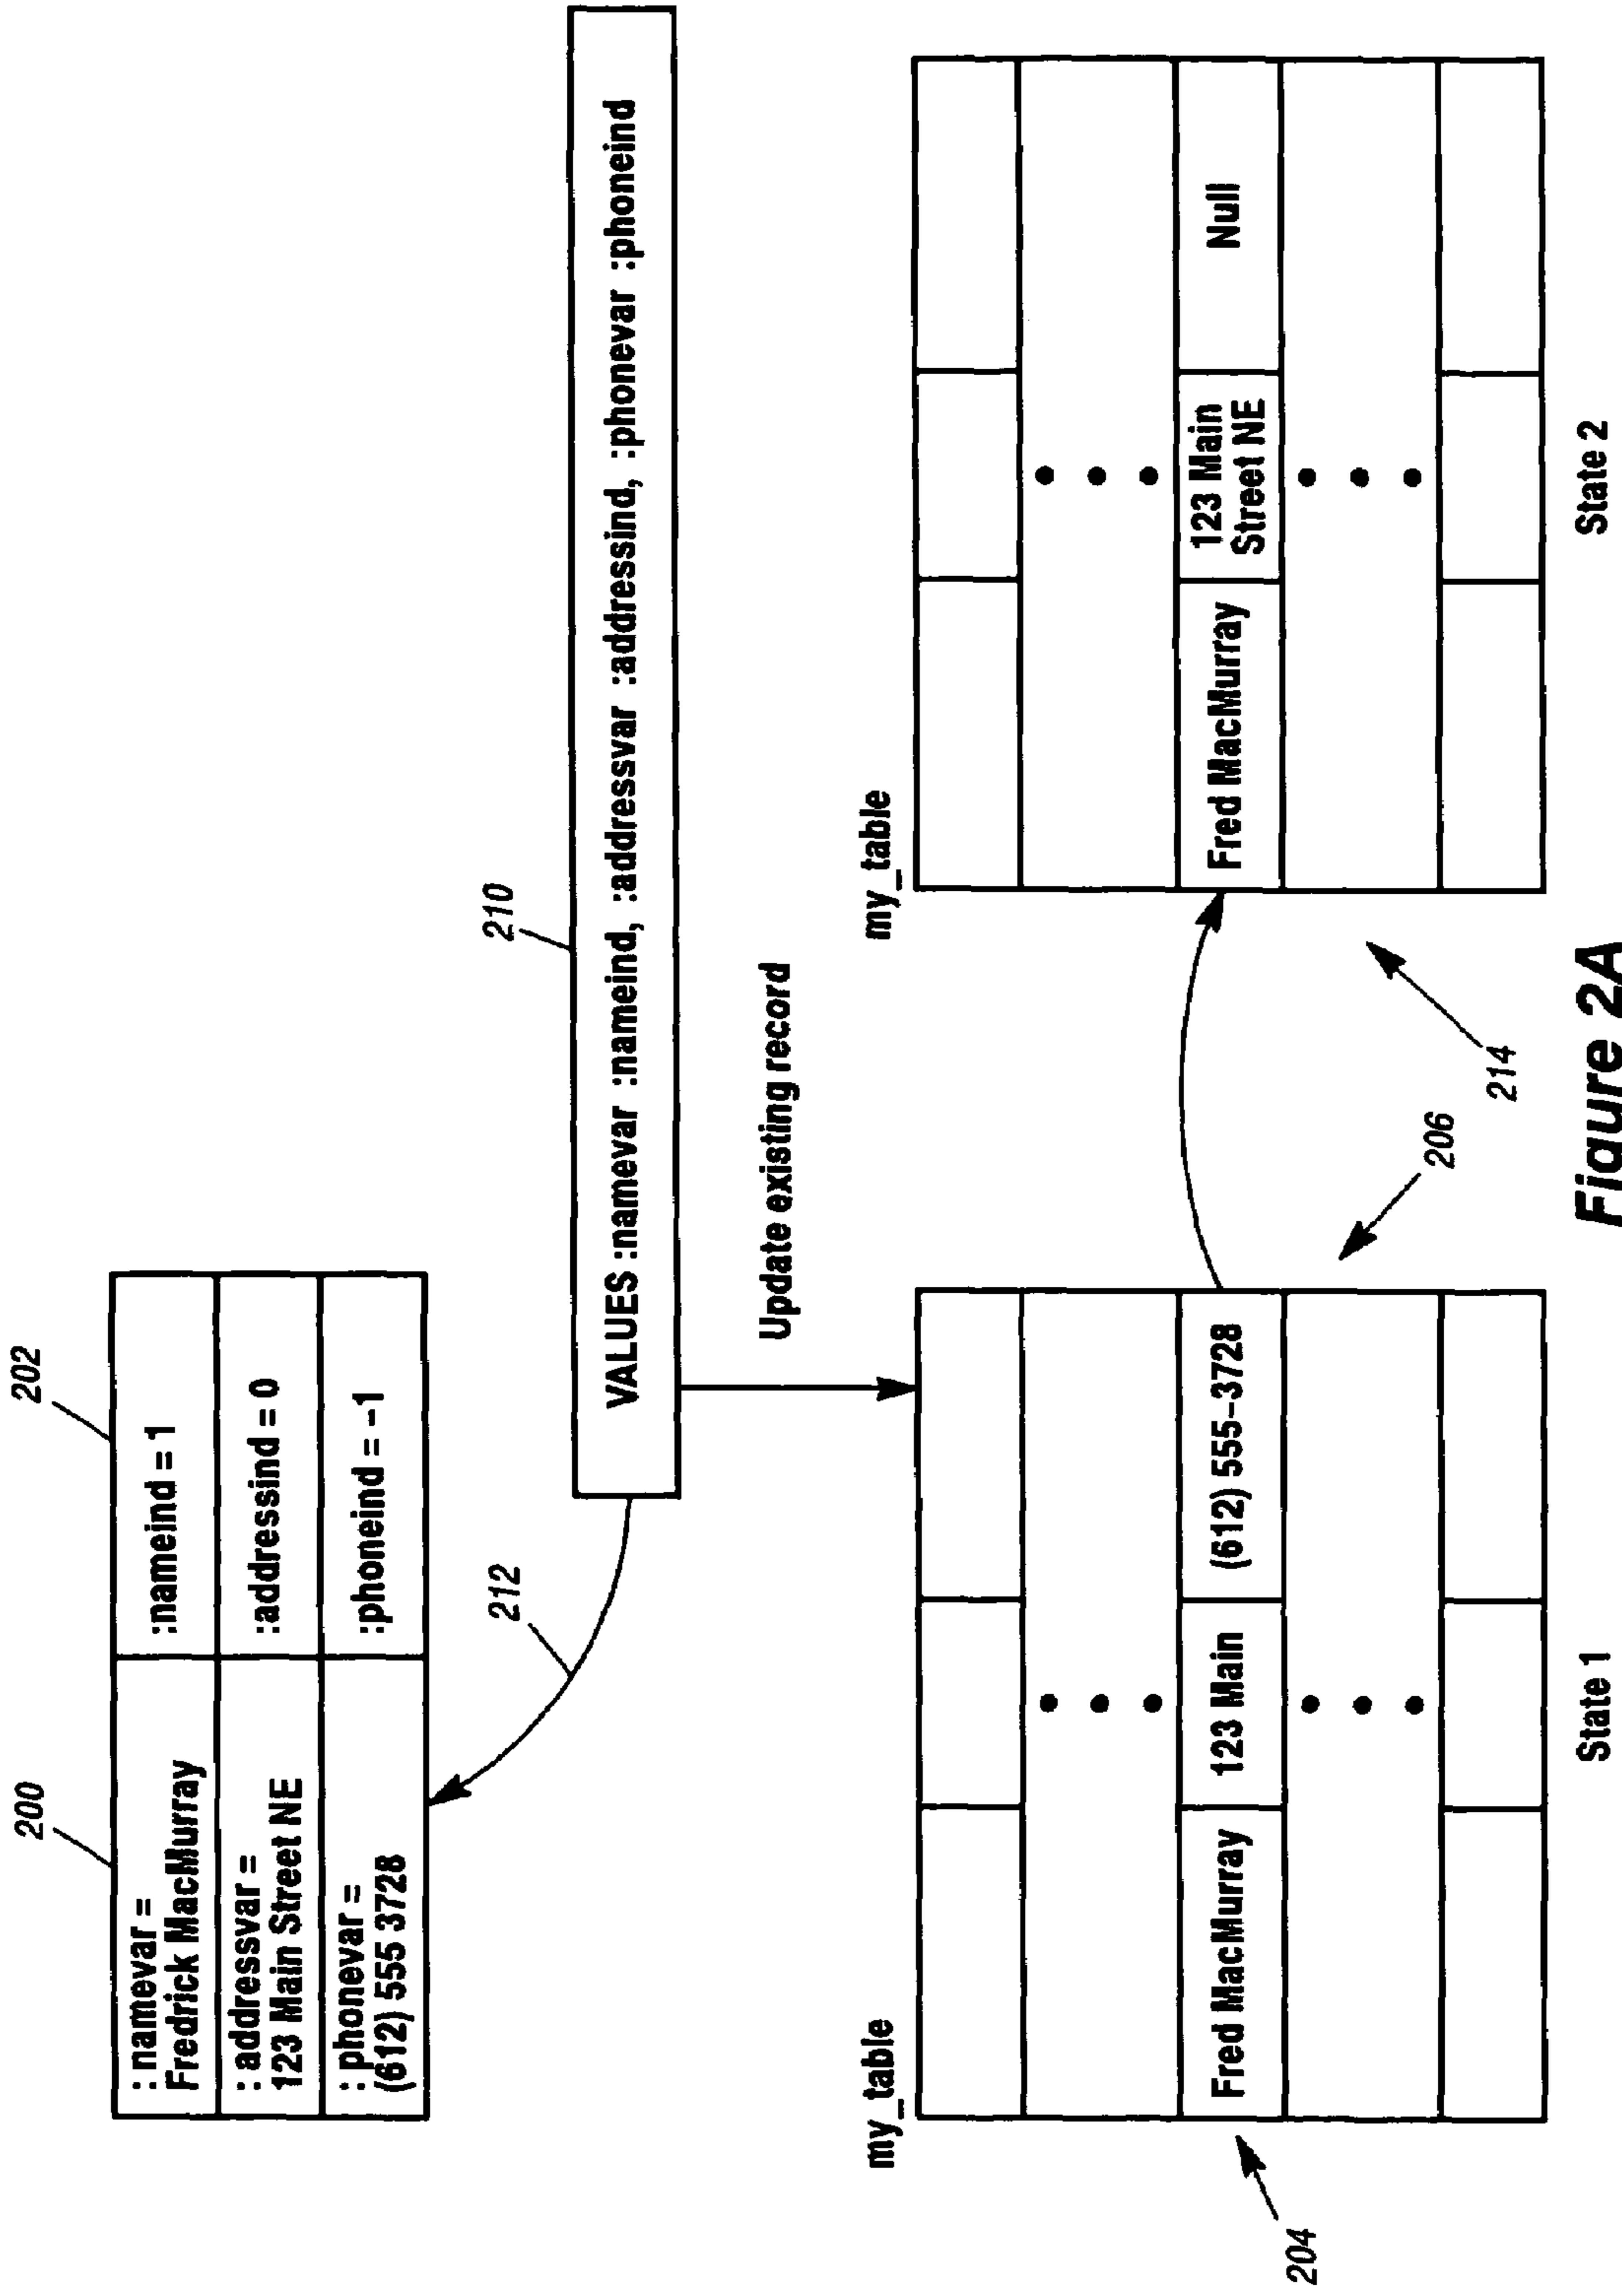 200
202
:namevar =
Fredrick MacMurray
:nameind = 1
:addressvar =
123 Main Street NE
:addressind = 0
:phonevar =
(612) 555 3728
:phoneind = -1
212
210
VALUES :namevar :nameind, :addressvar :addressind, :phonevar :phoneind
Update existing record
my_table
204
Fred MacMurray
123 Main
(612) 555-3728
206
State 1
my_table
Fred MacMurray
123 Main
Street NE
Null
214
State 2
Figure 2A